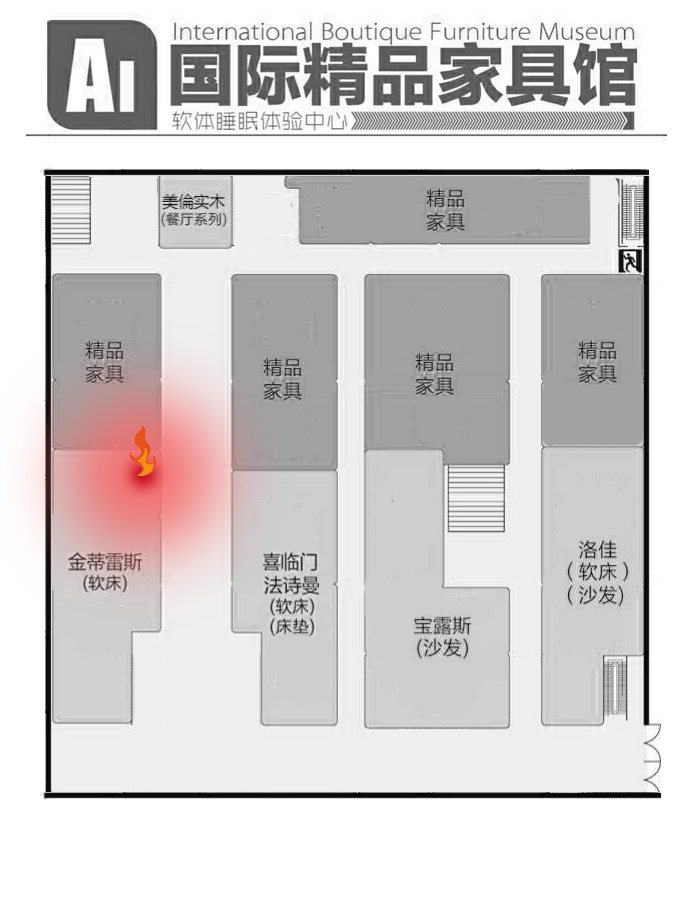 A1
International Boutique Furniture Museum
国际精品家具馆
软体睡眠体验中心
美倫实木
(餐厅系列)
精品
家具
精品
家具
精品
家具
精品
家具
精品
家具
金蒂雷斯
(软床)
喜临门
法诗曼
(软床)
(床垫)
宝露斯
(沙发)
洛佳
(软床)
(沙发)